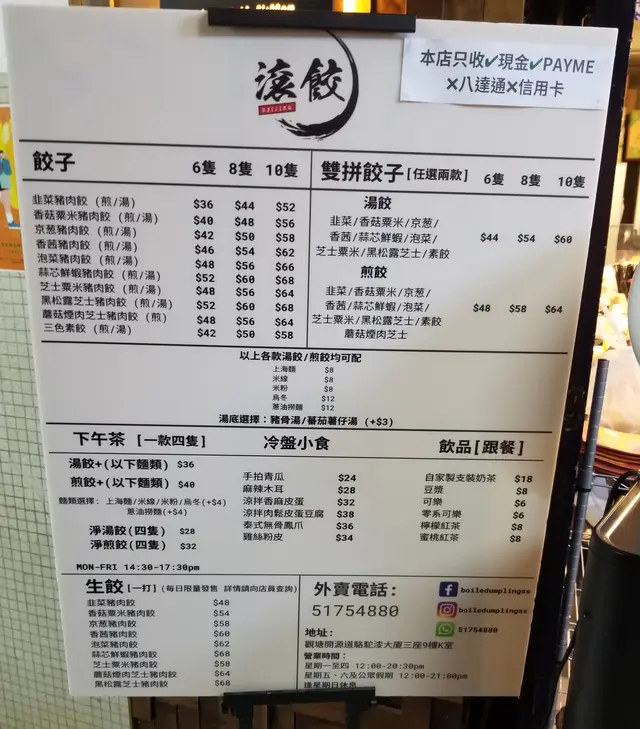 本店只收✓現金✓PAYME
×八達通×信用卡
滾餃
BOILING
餃子 6隻 8隻 10隻
韭菜豬肉餃 (煎/湯) $36 $44 $52
香菇粟米豬肉餃 (煎/湯) $40 $48 $56
京葱豬肉餃 (煎/湯) $42 $50 $58
香茜豬肉餃 (煎/湯) $46 $54 $62
泡菜豬肉餃 (煎/湯) $48 $56 $66
蒜芯鮮蝦豬肉餃 (煎/湯) $52 $60 $68
芝士粟米豬肉餃 (煎/湯) $48 $56 $64
黑松露芝士豬肉餃 (煎/湯) $52 $60 $68
蘑菇煙肉芝士豬肉餃 (煎) $48 $56 $64
三色素餃 (煎/湯) $42 $50 $58
雙拼餃子[任選兩款] 6隻 8隻 10隻
湯餃
韭菜/香菇粟米/京葱/
香茜/蒜芯鮮蝦/泡菜/ $44 $54 $60
芝士粟米/黑松露芝士/素餃
煎餃
韭菜/香菇粟米/京葱/
香茜/蒜芯鮮蝦/泡菜/ $48 $58 $64
芝士粟米/黑松露芝士/素餃
蘑菇煙肉芝士
以上各款湯餃/煎餃均可配
上海麵 $8
米線 $8
米粉 $8
烏冬 $12
葱油撈麵 $12
湯底選擇：豬骨湯/蕃茄薯仔湯 (+$3)
下午茶 [一款四隻]
湯餃+(以下麵類) $36
煎餃+(以下麵類) $40
麵類選擇: 上海麵/米線/米粉/烏冬(+$4)
葱油撈麵(+$4)
淨湯餃(四隻) $28
淨煎餃(四隻) $32
MON-FRI 14:30-17:30pm
冷盤小食
手拍青瓜 $24
麻辣木耳 $28
涼拌香麻皮蛋 $32
涼拌肉鬆皮蛋豆腐 $38
泰式無骨鳳爪 $36
雞絲粉皮 $34
飲品[跟餐]
自家製支裝奶茶 $18
豆漿 $8
可樂 $6
零系可樂 $6
檸檬紅茶 $8
蜜桃紅茶 $8
生餃[一打](每日限量發售 詳情請向店員查詢)
韭菜豬肉餃 $48
香菇粟米豬肉餃 $54
京葱豬肉餃 $58
香茜豬肉餃 $60
泡菜豬肉餃 $62
蒜芯鮮蝦豬肉餃 $68
芝士粟米豬肉餃 $58
蘑菇煙肉芝士豬肉餃 $64
黑松露芝士豬肉餃 $68
外賣電話:
51754880
boiledumplingss
boiledumplingss
51754880
地址:
觀塘開源道駱駝漆大廈三座9樓K室
營業時間:
星期一至四 12:00-20:30pm
星期五、六及公眾假期 12:00-21:00pm
逢星期日休息